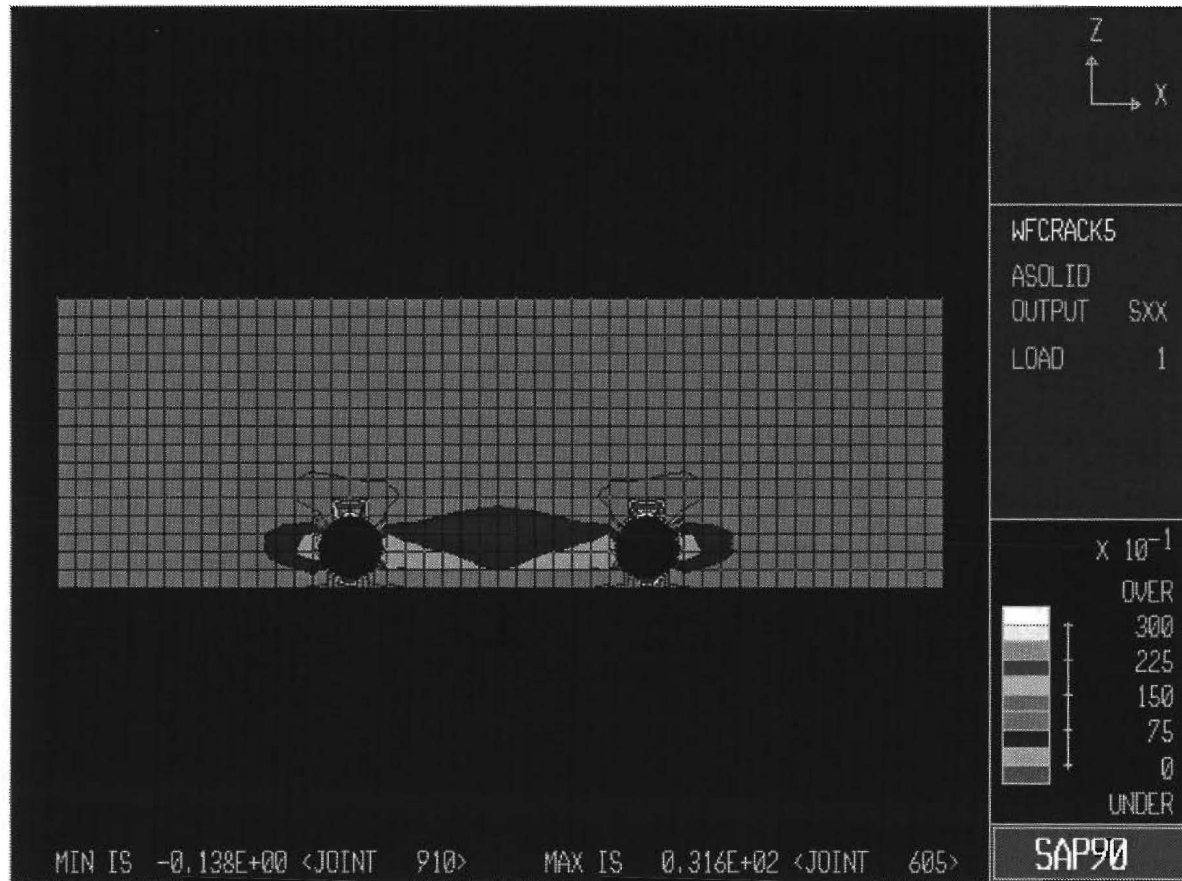 Z
X
WFCRACK5
ASOLID
OUTPUT SXX
LOAD 1
X 10⁻¹
OVER
300
225
150
75
0
UNDER
MIN IS -0.138E+00 <JOINT 910> MAX IS 0.316E+02 <JOINT 605>
SAP90